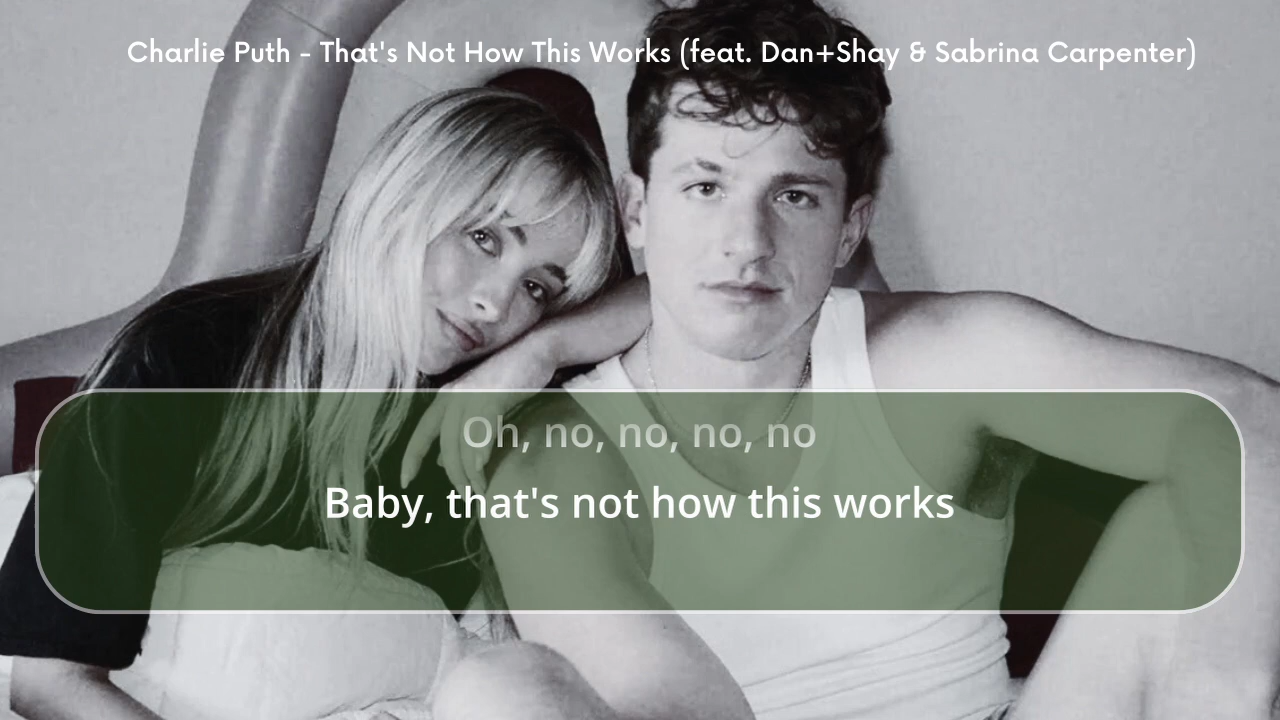 Charlie Puth - That's Not How This Works (feat. Dan+Shay & Sabrina Carpenter)
Oh, no, no, no, no
Baby, that's not how this works